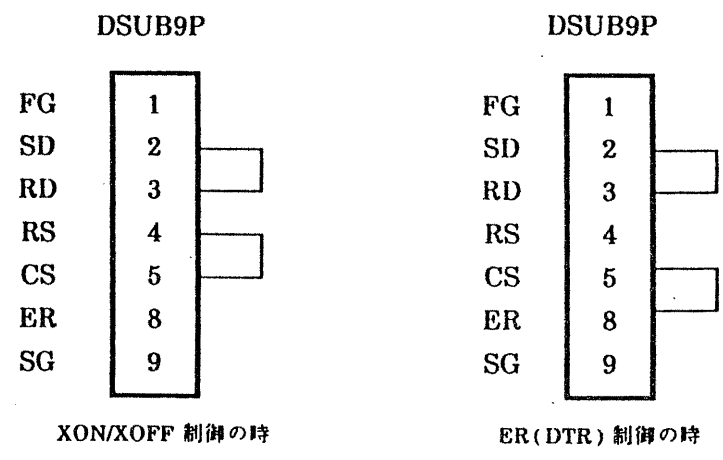 DSUB9P
FG 1
SD 2
RD 3
RS 4
CS 5
ER 8
SG 9
XON/XOFF 制御の時
DSUB9P
FG 1
SD 2
RD 3
RS 4
CS 5
ER 8
SG 9
ER(DTR) 制御の時